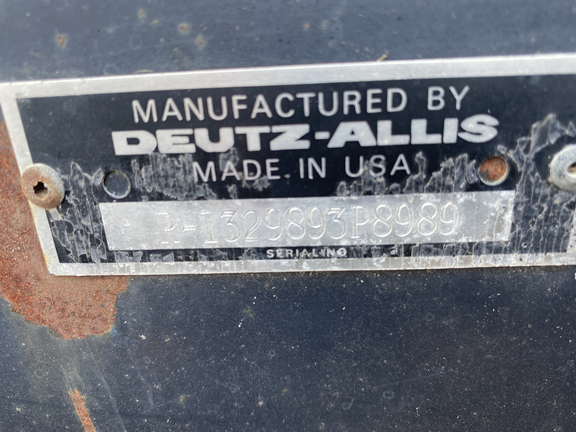 MANUFACTURED BY
DEUTZ-ALLIS
MADE IN USA
R-1329893P8989
SERIAL NO